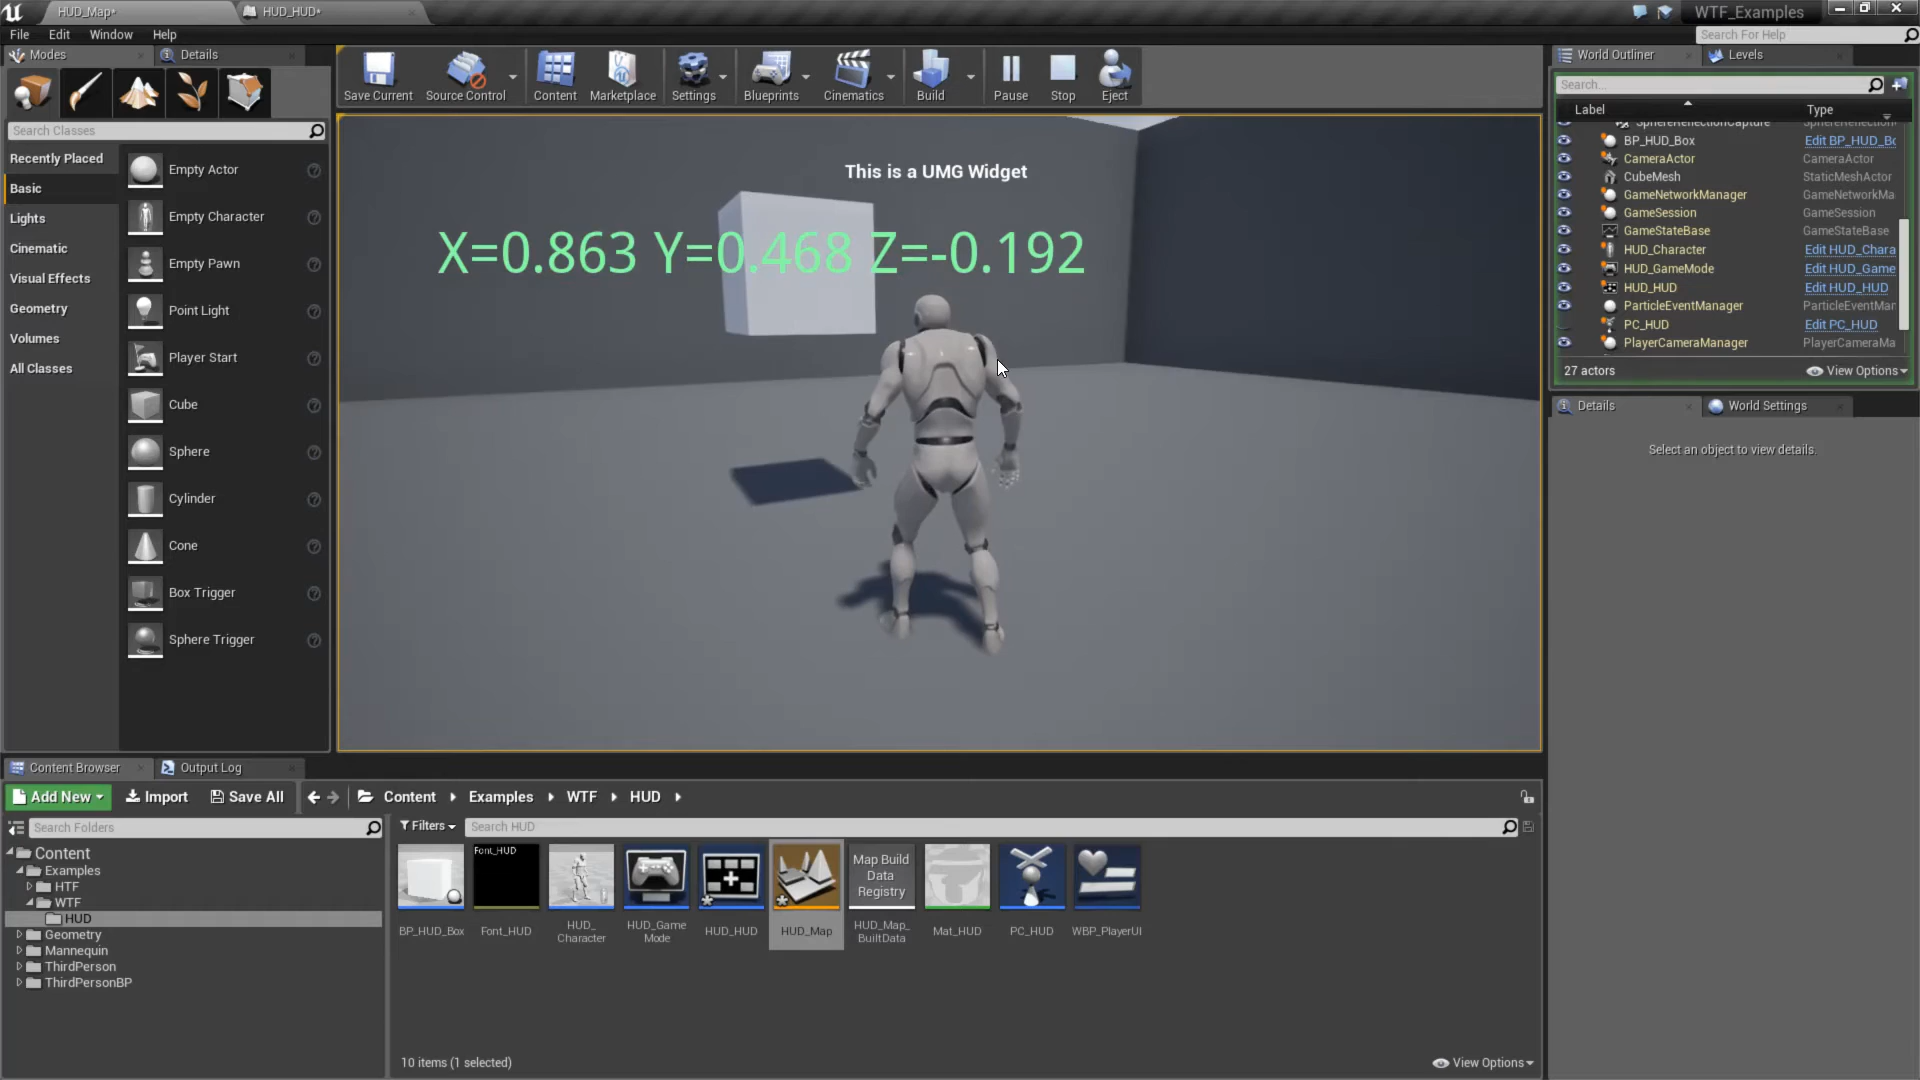 HUD_Map*
HUD_HUD*
WTF_Examples
File Edit Window Help
Search For Help
Modes
Details
Save Current
Source Control
Content
Marketplace
Settings
Blueprints
Cinematics
Build
Pause
Stop
Eject
Search Classes
Recently Placed
Basic
Lights
Cinematic
Visual Effects
Geometry
Volumes
All Classes
Empty Actor
Empty Character
Empty Pawn
Point Light
Player Start
Cube
Sphere
Cylinder
Cone
Box Trigger
Sphere Trigger
This is a UMG Widget
X=0.863 Y=0.468 Z=-0.192
World Outliner
Levels
Search...
Label Type
SphereReflectionCapture
BP_HUD_Box Edit BP_HUD_Bo
CameraActor CameraActor
CubeMesh StaticMeshActor
GameNetworkManager GameNetworkMa
GameSession GameSession
GameStateBase GameStateBase
HUD_Character Edit HUD_Chara
HUD_GameMode Edit HUD_Game
HUD_HUD Edit HUD_HUD
ParticleEventManager ParticleEventMar
PC_HUD Edit PC_HUD
PlayerCameraManager PlayerCameraMa
27 actors
View Options
Details
World Settings
Select an object to view details.
Content Browser
Output Log
Add New
Import
Save All
Content
Examples
WTF
HUD
Search Folders
Content
Examples
HTF
WTF
HUD
Geometry
Mannequin
ThirdPerson
ThirdPersonBP
Filters
Search HUD
Font_HUD
Map Build
Data
Registry
BP_HUD_Box
Font_HUD
HUD_
Character
HUD_Game
Mode
HUD_HUD
HUD_Map
HUD_Map_
BuiltData
Mat_HUD
PC_HUD
WBP_PlayerUI
10 items (1 selected)
View Options